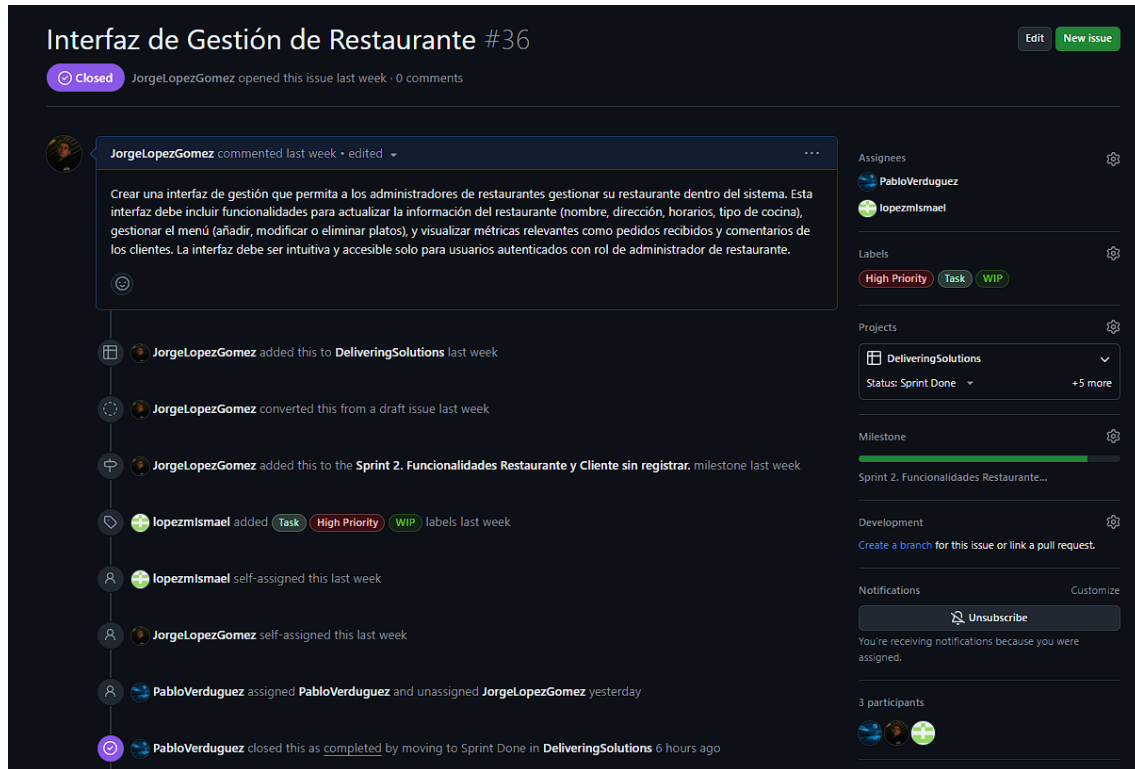 Interfaz de Gestión de Restaurante #36
Edit
New issue
Closed
JorgeLopezGomez opened this issue last week · 0 comments
JorgeLopezGomez commented last week • edited
Crear una interfaz de gestión que permita a los administradores de restaurantes gestionar su restaurante dentro del sistema. Esta
interfaz debe incluir funcionalidades para actualizar la información del restaurante (nombre, dirección, horarios, tipo de cocina),
gestionar el menú (añadir, modificar o eliminar platos), y visualizar métricas relevantes como pedidos recibidos y comentarios de
los clientes. La interfaz debe ser intuitiva y accesible solo para usuarios autenticados con rol de administrador de restaurante.
JorgeLopezGomez added this to DeliveringSolutions last week
JorgeLopezGomez converted this from a draft issue last week
JorgeLopezGomez added this to the Sprint 2. Funcionalidades Restaurante y Cliente sin registrar. milestone last week
lopezmIsmael added Task High Priority WIP labels last week
lopezmIsmael self-assigned this last week
JorgeLopezGomez self-assigned this last week
PabloVerduguez assigned PabloVerduguez and unassigned JorgeLopezGomez yesterday
PabloVerduguez closed this as completed by moving to Sprint Done in DeliveringSolutions 6 hours ago
Assignees
PabloVerduguez
lopezmIsmael
Labels
High Priority Task WIP
Projects
DeliveringSolutions
Status: Sprint Done +5 more
Milestone
Sprint 2. Funcionalidades Restaurante...
Development
Create a branch for this issue or link a pull request.
Notifications Customize
Unsubscribe
You're receiving notifications because you were
assigned.
3 participants